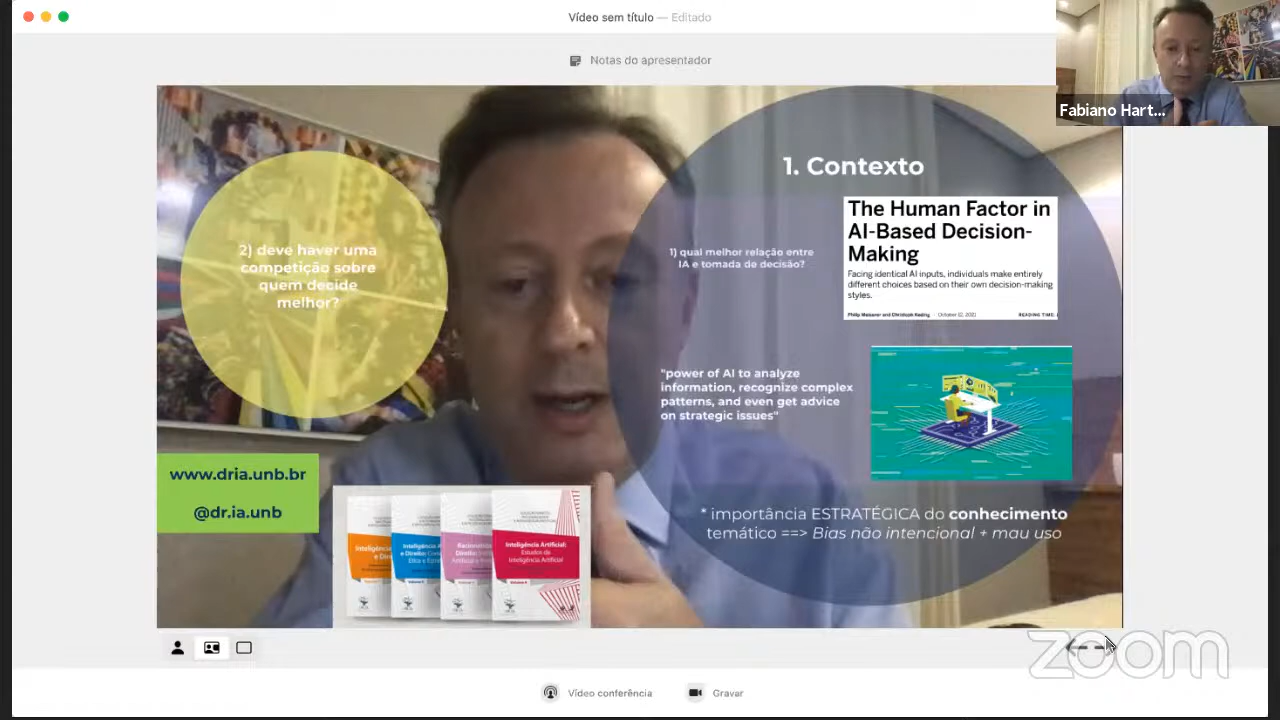 Vídeo sem título — Editado
Notas do apresentador
Fabiano Hart...
1. Contexto
2) deve haver uma
competição sobre
quem decide
melhor?
1) qual melhor relação entre
IA e tomada de decisão?
The Human Factor in
AI-Based Decision-
Making
Facing identical AI inputs, individuals make entirely
different choices based on their own decision-making
styles.
October 12, 2021
READING TIME:
"power of AI to analyze
information, recognize complex
patterns, and even get advice
on strategic issues"
www.dria.unb.br
@dr.ia.unb
Inteligência Artificial:
Estudos de
Inteligência Artificial
* importância ESTRATÉGICA do conhecimento
temático ==> Bias não intencional + mau uso
zoom
Vídeo conferência
Gravar